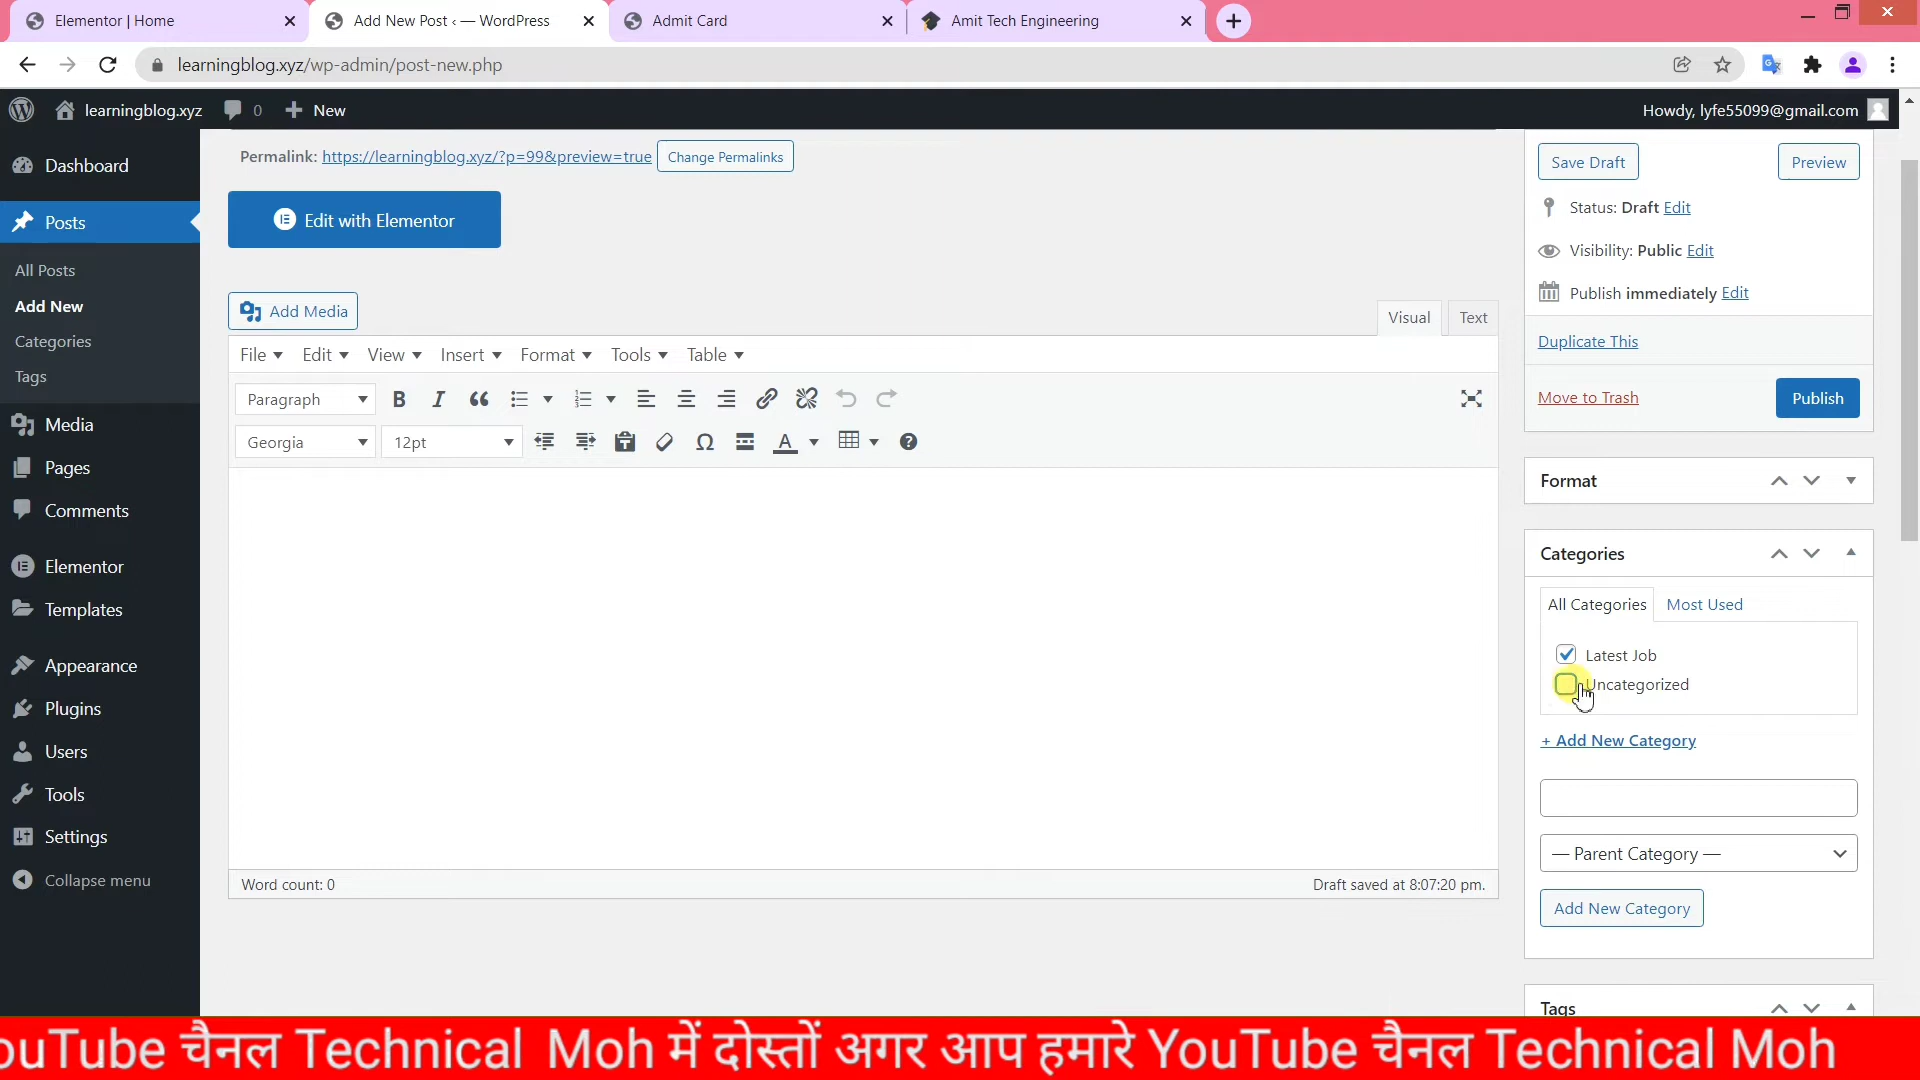 Elementor | Home
Add New Post ‹ — WordPress
Admit Card
Amit Tech Engineering
learningblog.xyz/wp-admin/post-new.php
learningblog.xyz
0
New
Howdy, lyfe55099@gmail.com
Dashboard
Posts
All Posts
Add New
Categories
Tags
Media
Pages
Comments
Elementor
Templates
Appearance
Plugins
Users
Tools
Settings
Collapse menu
Permalink: https://learningblog.xyz/?p=99&preview=true
Change Permalinks
Edit with Elementor
Add Media
Visual
Text
File
Edit
View
Insert
Format
Tools
Table
Paragraph
Georgia
12pt
Word count: 0
Draft saved at 8:07:20 pm.
Save Draft
Preview
Status: Draft Edit
Visibility: Public Edit
Publish immediately Edit
Duplicate This
Move to Trash
Publish
Format
Categories
All Categories
Most Used
Latest Job
Uncategorized
+ Add New Category
— Parent Category —
Add New Category
Tags
ouTube चैनल Technical Moh में दोस्तों अगर आप हमारे YouTube चैनल Technical Moh